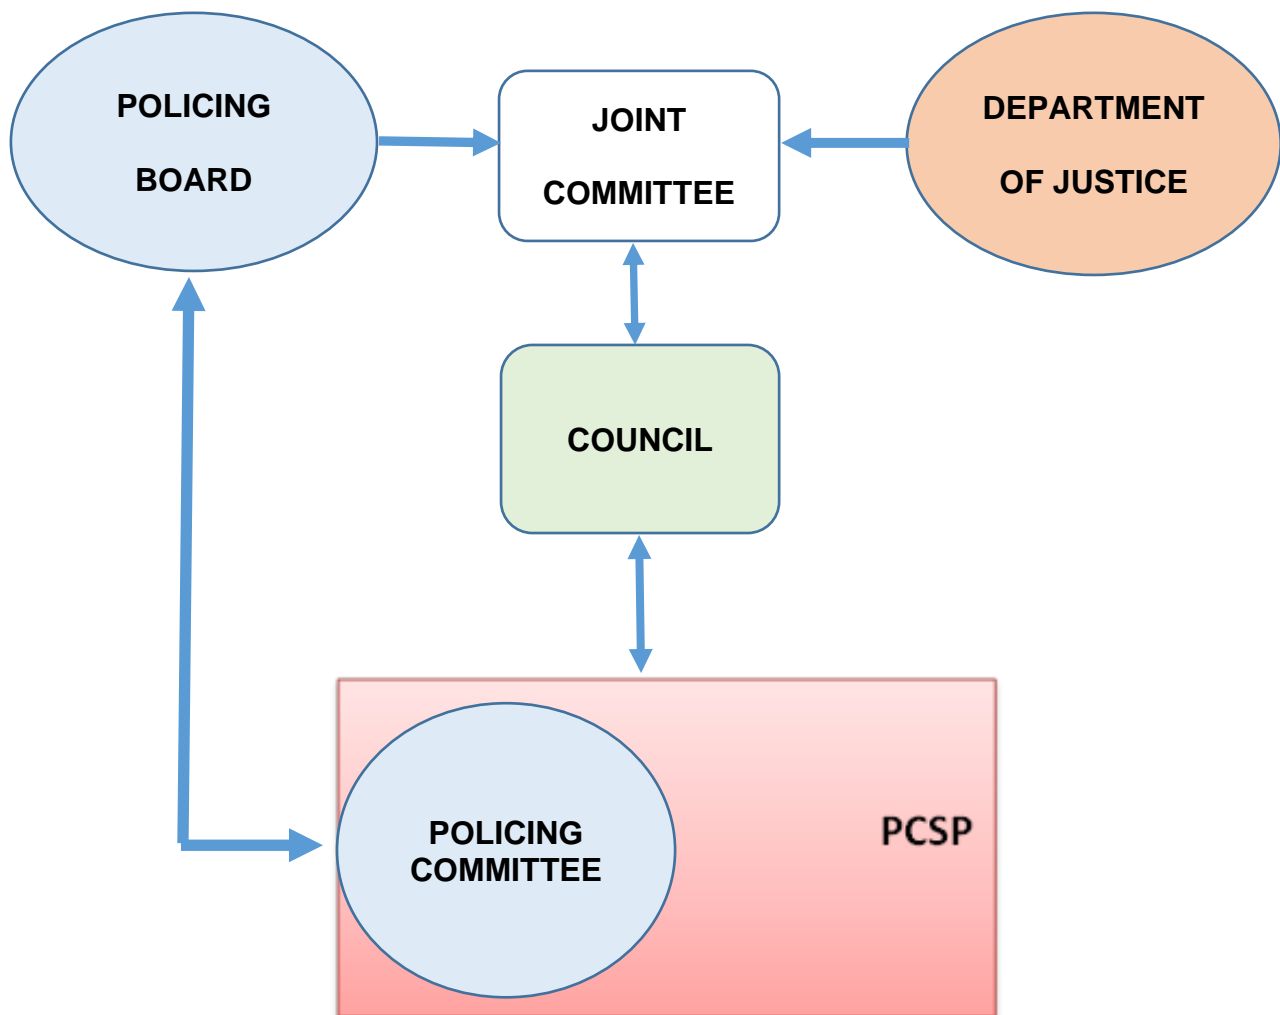 POLICING
BOARD
JOINT
COMMITTEE
DEPARTMENT
OF JUSTICE
COUNCIL
POLICING
COMMITTEE
PCSP